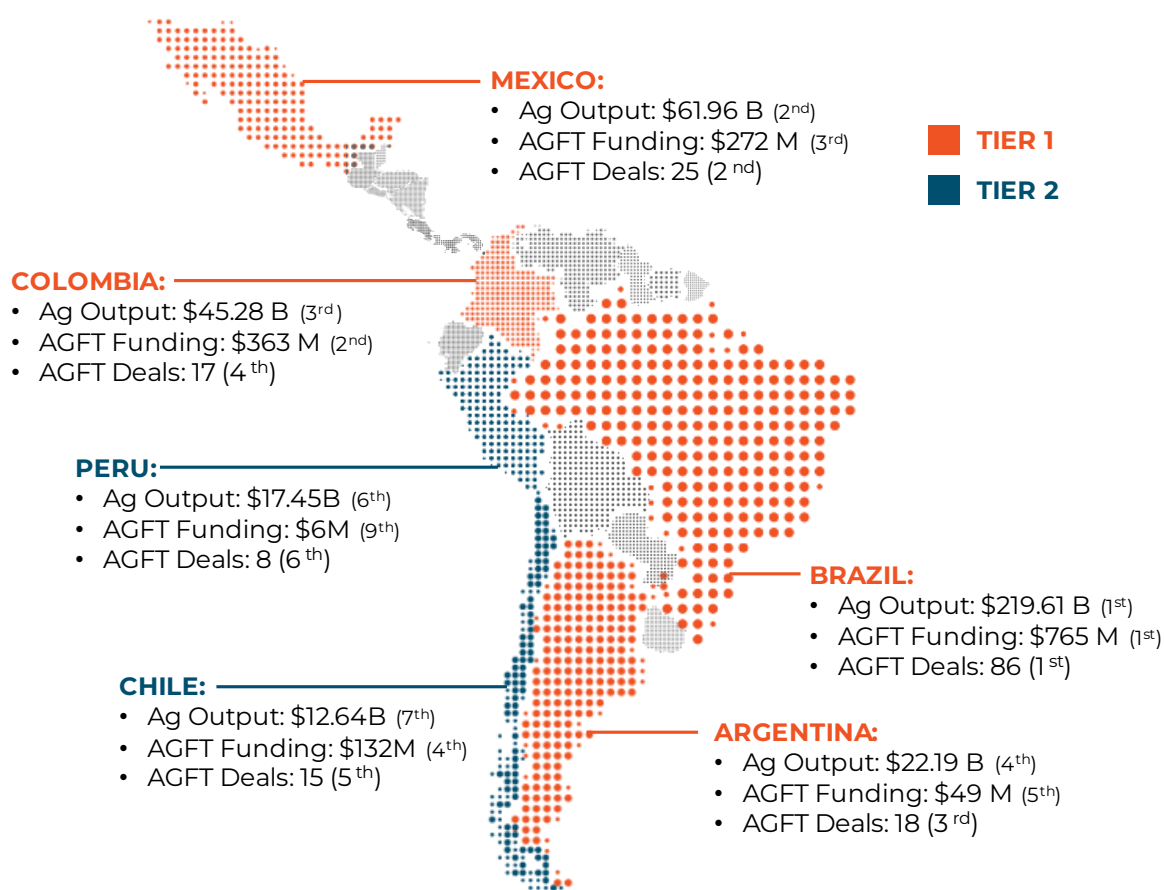 MEXICO:
• Ag Output: $61.96 B (2nd)
• AGFT Funding: $272 M (3rd)
• AGFT Deals: 25 (2 nd)
TIER 1
TIER 2
COLOMBIA:
• Ag Output: $45.28 B (3rd)
• AGFT Funding: $363 M (2nd)
• AGFT Deals: 17 (4 th)
PERU:
• Ag Output: $17.45B (6th)
• AGFT Funding: $6M (9th)
• AGFT Deals: 8 (6 th)
BRAZIL:
• Ag Output: $219.61 B (1st)
• AGFT Funding: $765 M (1st)
• AGFT Deals: 86 (1 st)
CHILE:
• Ag Output: $12.64B (7th)
• AGFT Funding: $132M (4th)
• AGFT Deals: 15 (5 th)
ARGENTINA:
• Ag Output: $22.19 B (4th)
• AGFT Funding: $49 M (5th)
• AGFT Deals: 18 (3 rd)